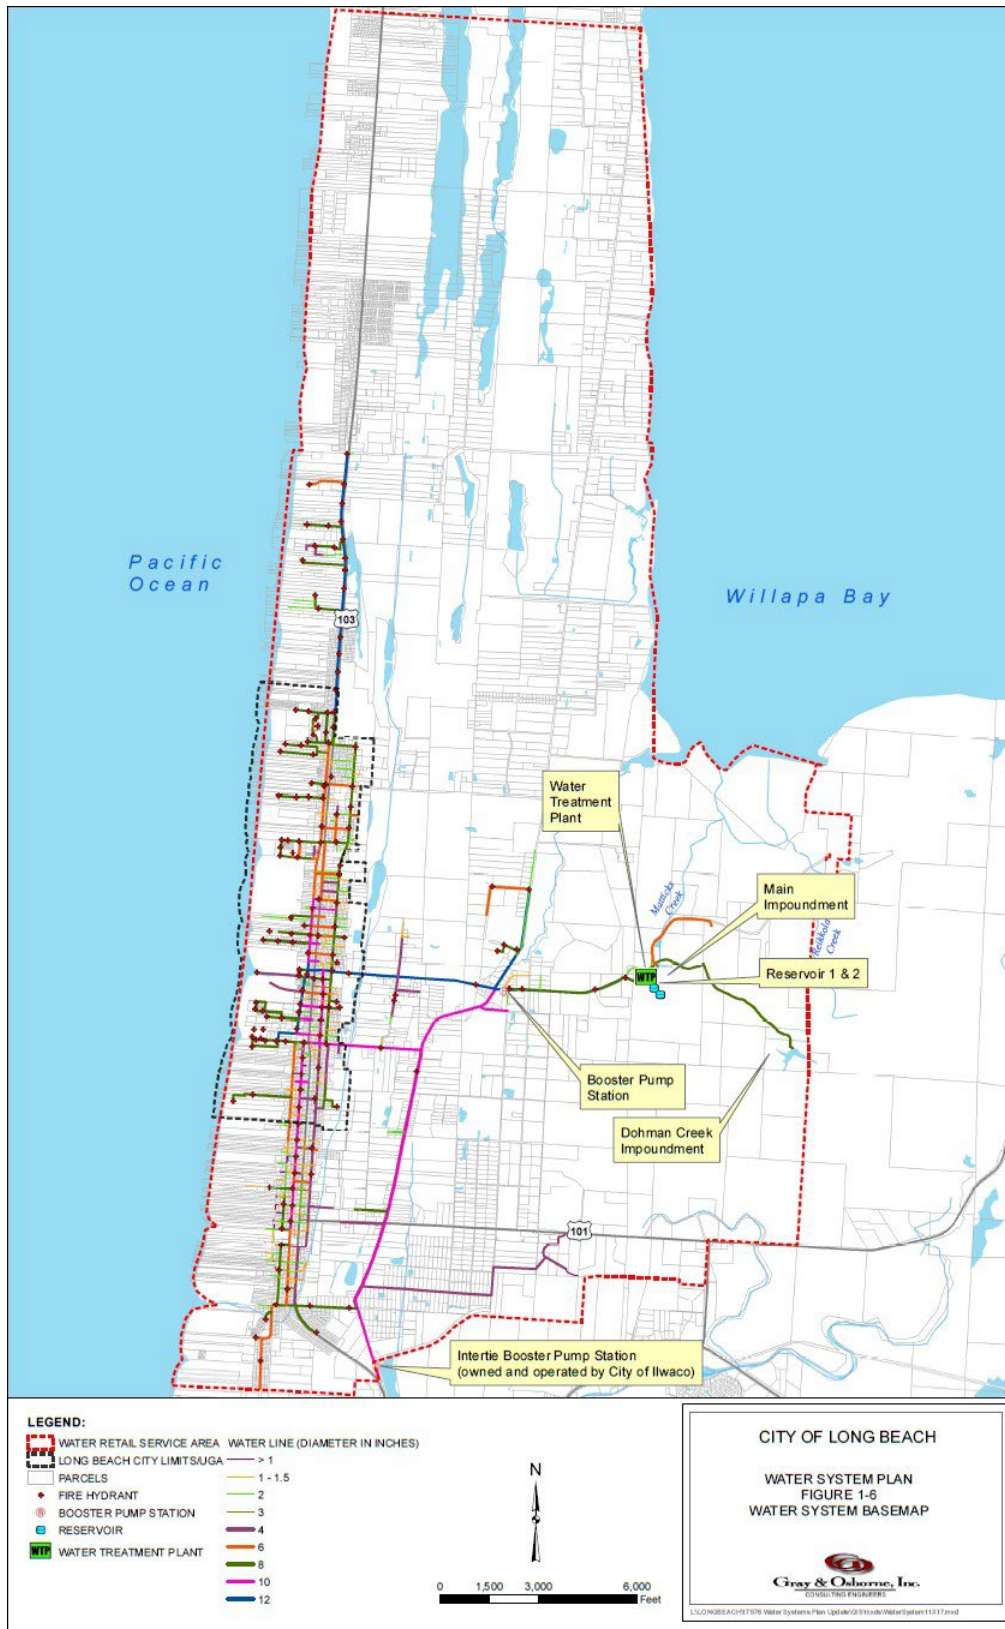 Pacific
Ocean
103
Willapa Bay
Water
Treatment
Plant
Matticks
Creek
Main
Impoundment
Reikkola
Creek
WTP
Reservoir 1 & 2
Booster Pump
Station
Dohman Creek
Impoundment
101
Intertie Booster Pump Station
(owned and operated by City of Ilwaco)
LEGEND:
WATER RETAIL SERVICE AREA
LONG BEACH CITY LIMITS/UGA
PARCELS
FIRE HYDRANT
BOOSTER PUMP STATION
RESERVOIR
WTP WATER TREATMENT PLANT
WATER LINE (DIAMETER IN INCHES)
> 1
1 - 1.5
2
3
4
6
8
10
12
N
0 1,500 3,000 6,000
Feet
CITY OF LONG BEACH
WATER SYSTEM PLAN
FIGURE 1-6
WATER SYSTEM BASEMAP
Gray & Osborne, Inc.
CONSULTING ENGINEERS